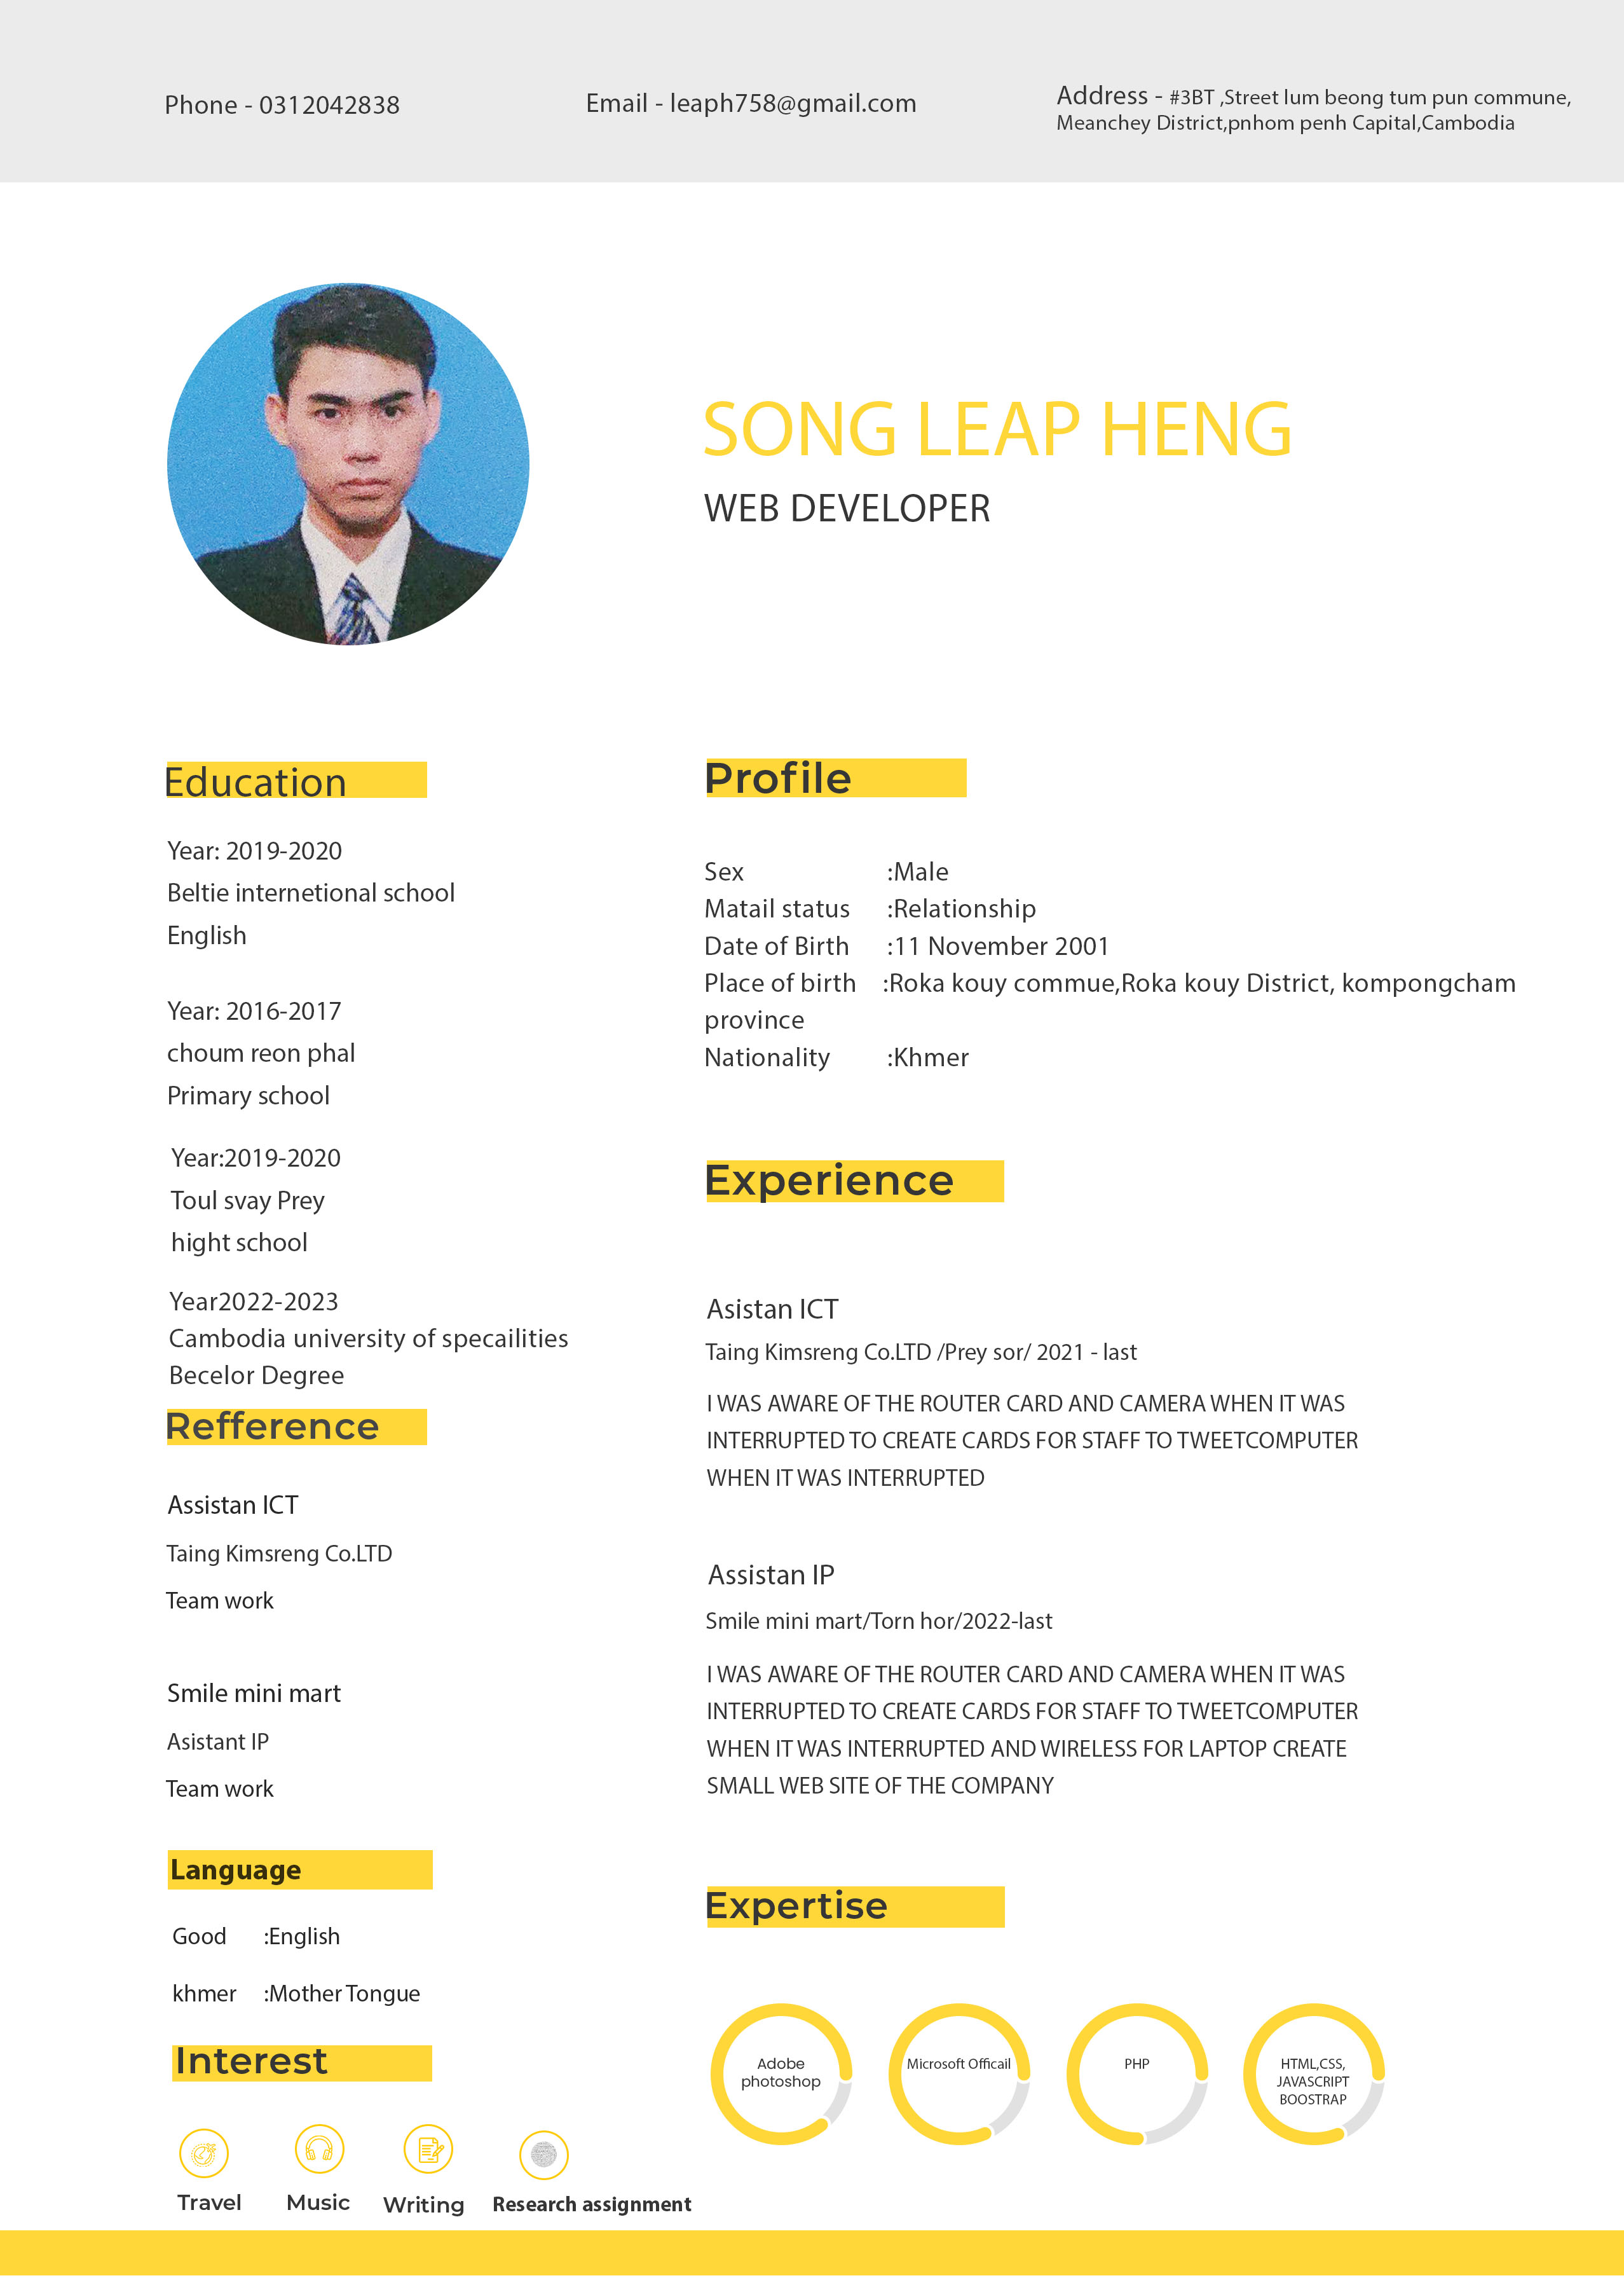 Phone - 0312042838
Email - leaph758@gmail.com
Address - #3BT ,Street lum beong tum pun commune,
Meanchey District,pnhom penh Capital,Cambodia
SONG LEAP HENG
WEB DEVELOPER
Education
Year: 2019-2020
Beltie internetional school
English
Year: 2016-2017
choum reon phal
Primary school
Year:2019-2020
Toul svay Prey
hight school
Year2022-2023
Cambodia university of specailities
Becelor Degree
Refference
Assistan ICT
Taing Kimsreng Co.LTD
Team work
Smile mini mart
Asistant IP
Team work
Language
Good :English
khmer :Mother Tongue
Interest
Travel
Music
Writing
Research assignment
Profile
Sex :Male
Matail status :Relationship
Date of Birth :11 November 2001
Place of birth :Roka kouy commue,Roka kouy District, kompongcham
province
Nationality :Khmer
Experience
Asistan ICT
Taing Kimsreng Co.LTD /Prey sor/ 2021 - last
I WAS AWARE OF THE ROUTER CARD AND CAMERA WHEN IT WAS
INTERRUPTED TO CREATE CARDS FOR STAFF TO TWEETCOMPUTER
WHEN IT WAS INTERRUPTED
Assistan IP
Smile mini mart/Torn hor/2022-last
I WAS AWARE OF THE ROUTER CARD AND CAMERA WHEN IT WAS
INTERRUPTED TO CREATE CARDS FOR STAFF TO TWEETCOMPUTER
WHEN IT WAS INTERRUPTED AND WIRELESS FOR LAPTOP CREATE
SMALL WEB SITE OF THE COMPANY
Expertise
Adobe
photoshop
Microsoft Officail
PHP
HTML,CSS,
JAVASCRIPT
BOOSTRAP